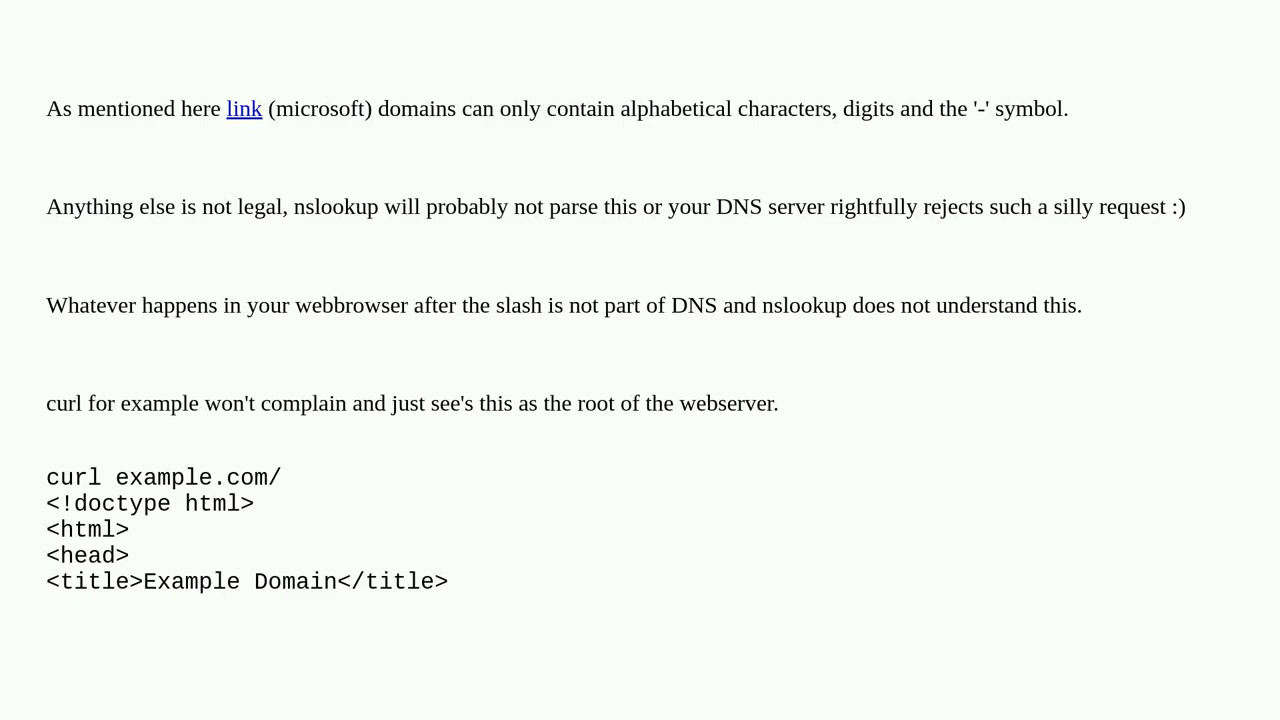 As mentioned here link (microsoft) domains can only contain alphabetical characters, digits and the '-' symbol.
Anything else is not legal, nslookup will probably not parse this or your DNS server rightfully rejects such a silly request :)
Whatever happens in your webbrowser after the slash is not part of DNS and nslookup does not understand this.
curl for example won't complain and just see's this as the root of the webserver.
curl example.com/
<!doctype html>
<html>
<head>
<title>Example Domain</title>